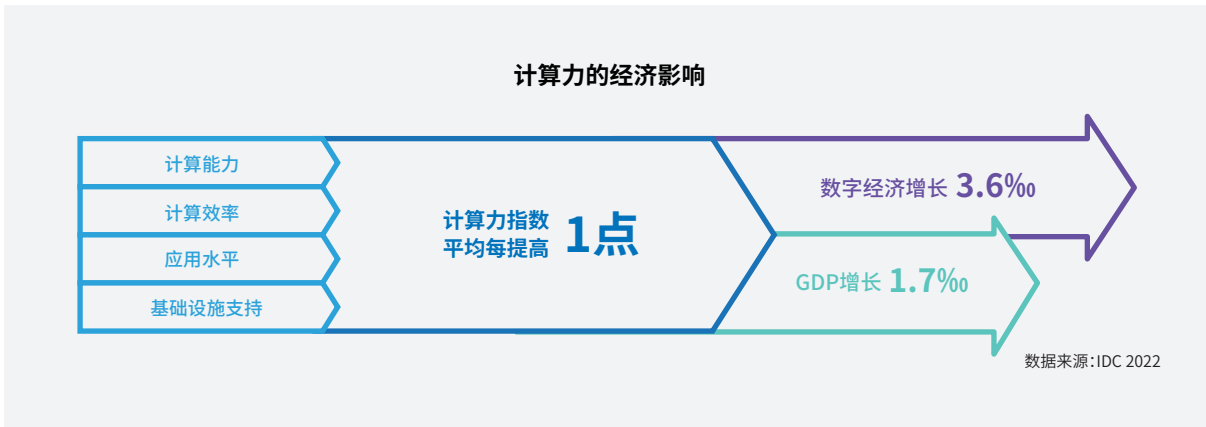 计算力的经济影响
计算能力
计算效率
应用水平
基础设施支持
计算力指数
平均每提高
1点
数字经济增长 3.6‰
GDP增长 1.7‰
数据来源：IDC 2022